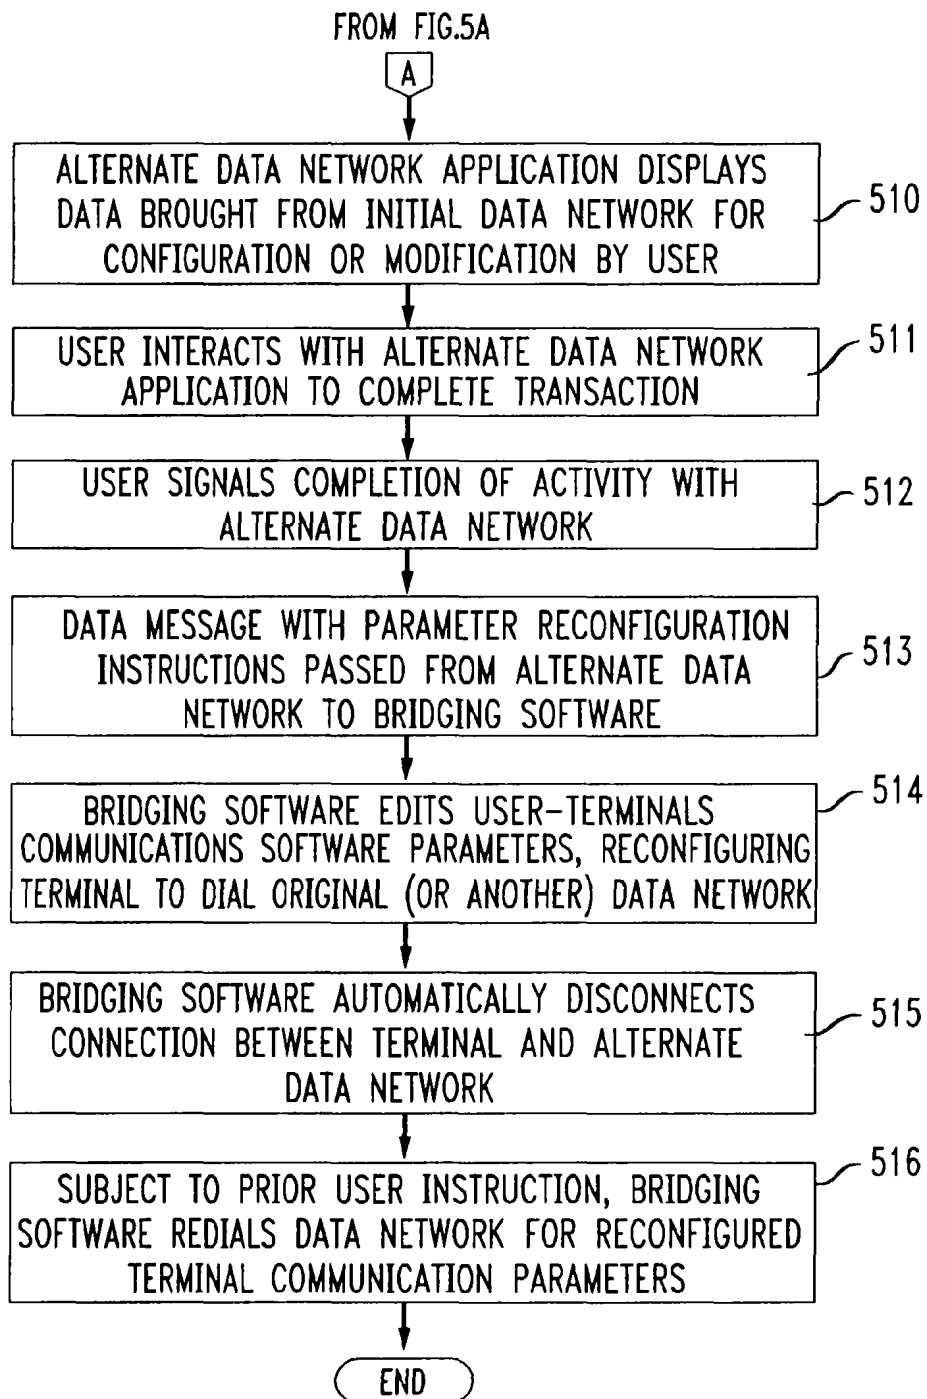 FROM FIG.5A
A
ALTERNATE DATA NETWORK APPLICATION DISPLAYS
DATA BROUGHT FROM INITIAL DATA NETWORK FOR
CONFIGURATION OR MODIFICATION BY USER
510
USER INTERACTS WITH ALTERNATE DATA NETWORK
APPLICATION TO COMPLETE TRANSACTION
511
USER SIGNALS COMPLETION OF ACTIVITY WITH
ALTERNATE DATA NETWORK
512
DATA MESSAGE WITH PARAMETER RECONFIGURATION
INSTRUCTIONS PASSED FROM ALTERNATE DATA
NETWORK TO BRIDGING SOFTWARE
513
BRIDGING SOFTWARE EDITS USER-TERMINALS
COMMUNICATIONS SOFTWARE PARAMETERS, RECONFIGURING
TERMINAL TO DIAL ORIGINAL (OR ANOTHER) DATA NETWORK
514
BRIDGING SOFTWARE AUTOMATICALLY DISCONNECTS
CONNECTION BETWEEN TERMINAL AND ALTERNATE
DATA NETWORK
515
SUBJECT TO PRIOR USER INSTRUCTION, BRIDGING
SOFTWARE REDIALS DATA NETWORK FOR RECONFIGURED
TERMINAL COMMUNICATION PARAMETERS
516
END